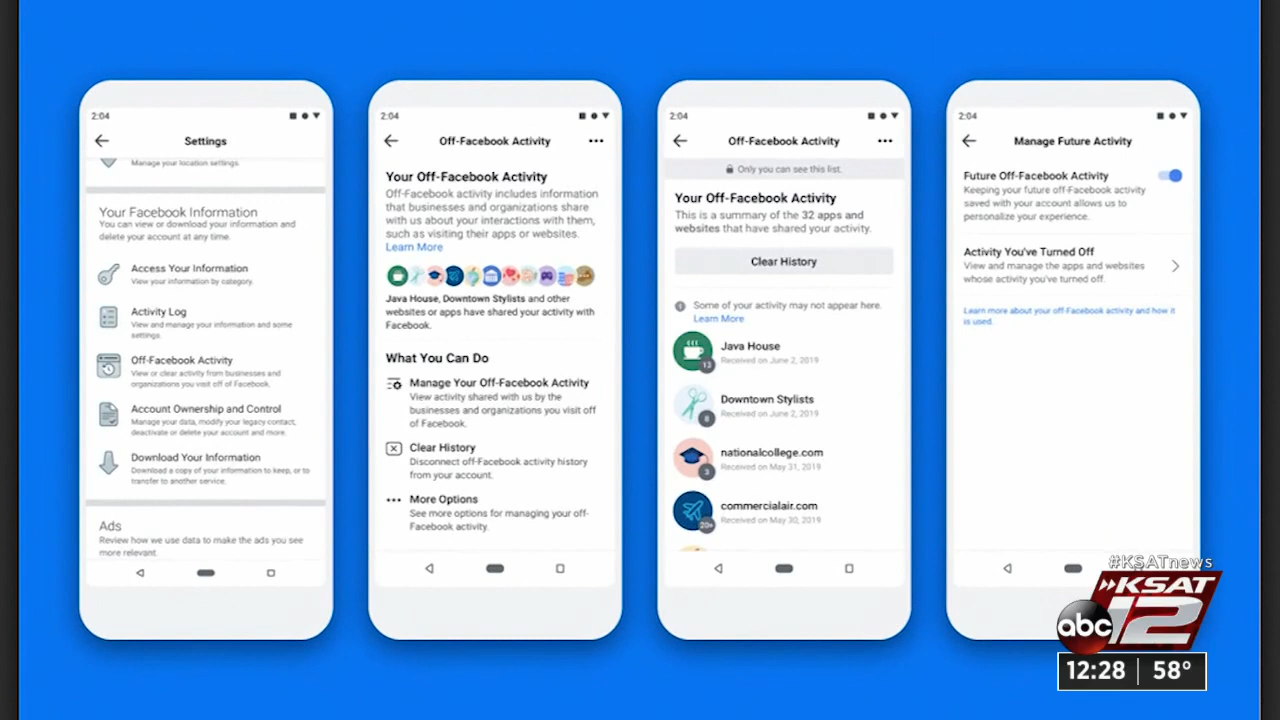 2:04
Settings
Manage your location settings.
Your Facebook Information
You can view or download your information and
delete your account at any time.
Access Your Information
View your information by category.
Activity Log
View and manage your information and some
settings.
Off-Facebook Activity
View or clear activity from businesses and
organizations you visit off of Facebook.
Account Ownership and Control
Manage your data, modify your legacy contact,
deactivate or delete your account and more.
Download Your Information
Download a copy of your information to keep, or to
transfer to another service.
Ads
Review how we use data to make the ads you see
more relevant.
2:04
Off-Facebook Activity
Your Off-Facebook Activity
Off-Facebook activity includes information
that businesses and organizations share
with us about your interactions with them,
such as visiting their apps or websites.
Learn More
Java House, Downtown Stylists and other
websites or apps have shared your activity with
Facebook.
What You Can Do
Manage Your Off-Facebook Activity
View activity shared with us by the
businesses and organizations you visit off
of Facebook.
Clear History
Disconnect off-Facebook activity history
from your account.
More Options
See more options for managing your off-
Facebook activity.
2:04
Off-Facebook Activity
Only you can see this list.
Your Off-Facebook Activity
This is a summary of the 32 apps and
websites that have shared your activity.
Clear History
Some of your activity may not appear here.
Learn More
Java House
Received on June 2, 2019
13
Downtown Stylists
Received on June 2, 2019
8
nationalcollege.com
Received on May 31, 2019
3
commercialair.com
Received on May 30, 2019
20+
2:04
Manage Future Activity
Future Off-Facebook Activity
Keeping your future off-Facebook activity
saved with your account allows us to
personalize your experience.
Activity You've Turned Off
View and manage the apps and websites
whose activity you've turned off.
Learn more about your off-Facebook activity and how it
is used.
#KSATnews
KSAT
abc 12
12:28 58°